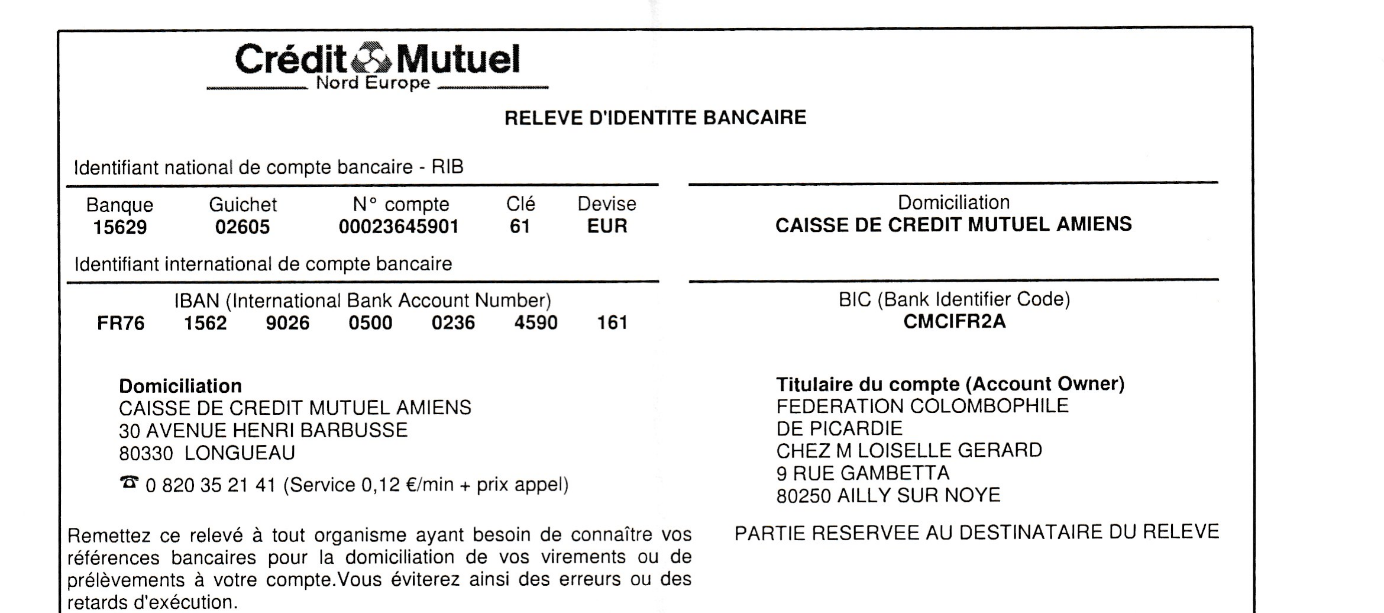 Crédit Mutuel
Nord Europe
RELEVE D'IDENTITE BANCAIRE
Identifiant national de compte bancaire - RIB
Banque Guichet N° compte Clé Devise
15629 02605 00023645901 61 EUR
Domiciliation
CAISSE DE CREDIT MUTUEL AMIENS
Identifiant international de compte bancaire
IBAN (International Bank Account Number)
FR76 1562 9026 0500 0236 4590 161
BIC (Bank Identifier Code)
CMCIFR2A
Domiciliation
CAISSE DE CREDIT MUTUEL AMIENS
30 AVENUE HENRI BARBUSSE
80330 LONGUEAU
☎ 0 820 35 21 41 (Service 0,12 €/min + prix appel)
Titulaire du compte (Account Owner)
FEDERATION COLOMBOPHILE
DE PICARDIE
CHEZ M LOISELLE GERARD
9 RUE GAMBETTA
80250 AILLY SUR NOYE
Remettez ce relevé à tout organisme ayant besoin de connaître vos
références bancaires pour la domiciliation de vos virements ou de
prélèvements à votre compte.Vous éviterez ainsi des erreurs ou des
retards d'exécution.
PARTIE RESERVEE AU DESTINATAIRE DU RELEVE